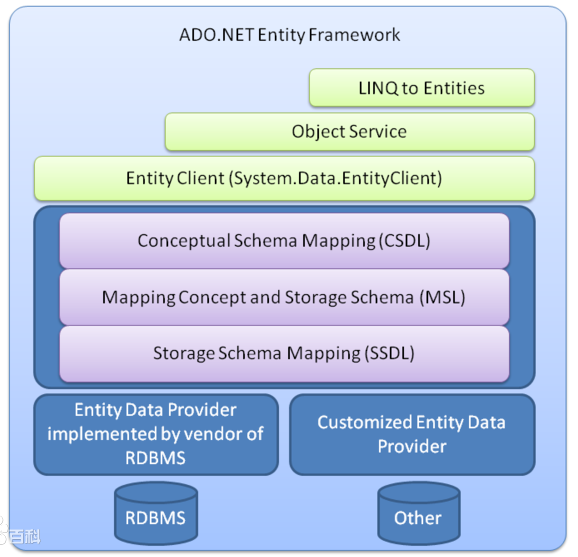 ADO.NET Entity Framework
LINQ to Entities
Object Service
Entity Client (System.Data.EntityClient)
Conceptual Schema Mapping (CSDL)
Mapping Concept and Storage Schema (MSL)
Storage Schema Mapping (SSDL)
Entity Data Provider
implemented by vendor of
RDBMS
Customized Entity Data
Provider
RDBMS
Other
百科